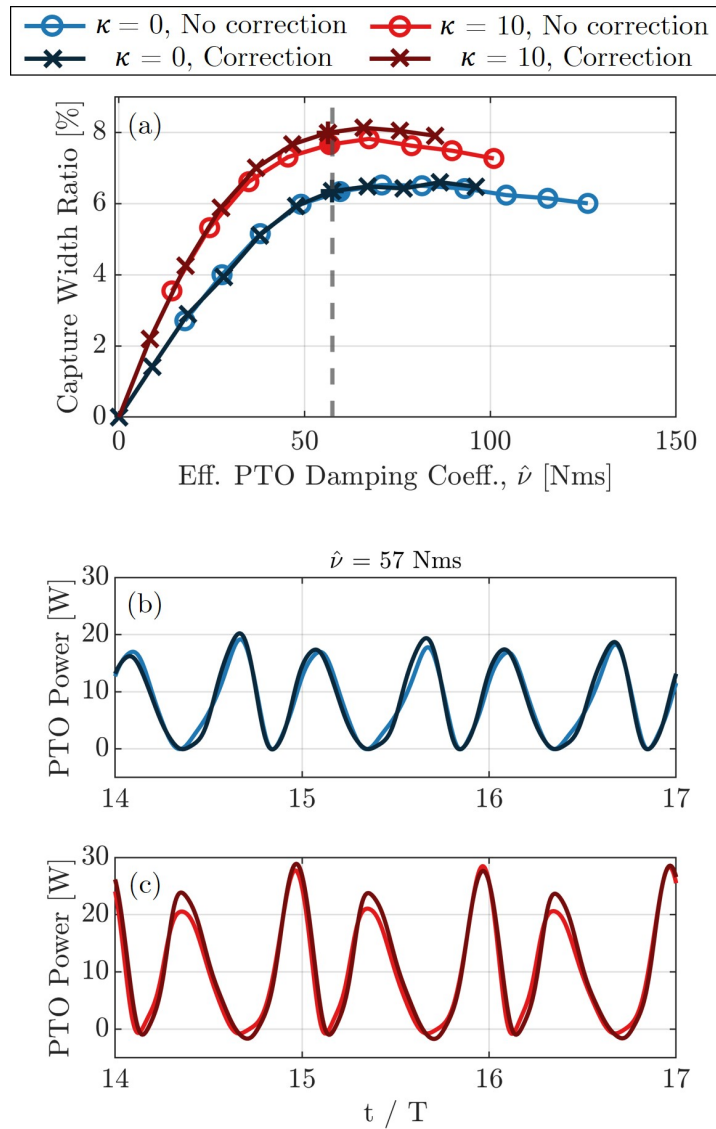 κ = 0, No correction κ = 10, No correction
κ = 0, Correction κ = 10, Correction
(a)
Capture Width Ratio [%]
8
6
4
2
0
0 50 100 150
Eff. PTO Damping Coeff., ν̂ [Nms]
ν̂ = 57 Nms
(b)
PTO Power [W]
30
20
10
0
14 15 16 17
(c)
PTO Power [W]
30
20
10
0
14 15 16 17
t / T